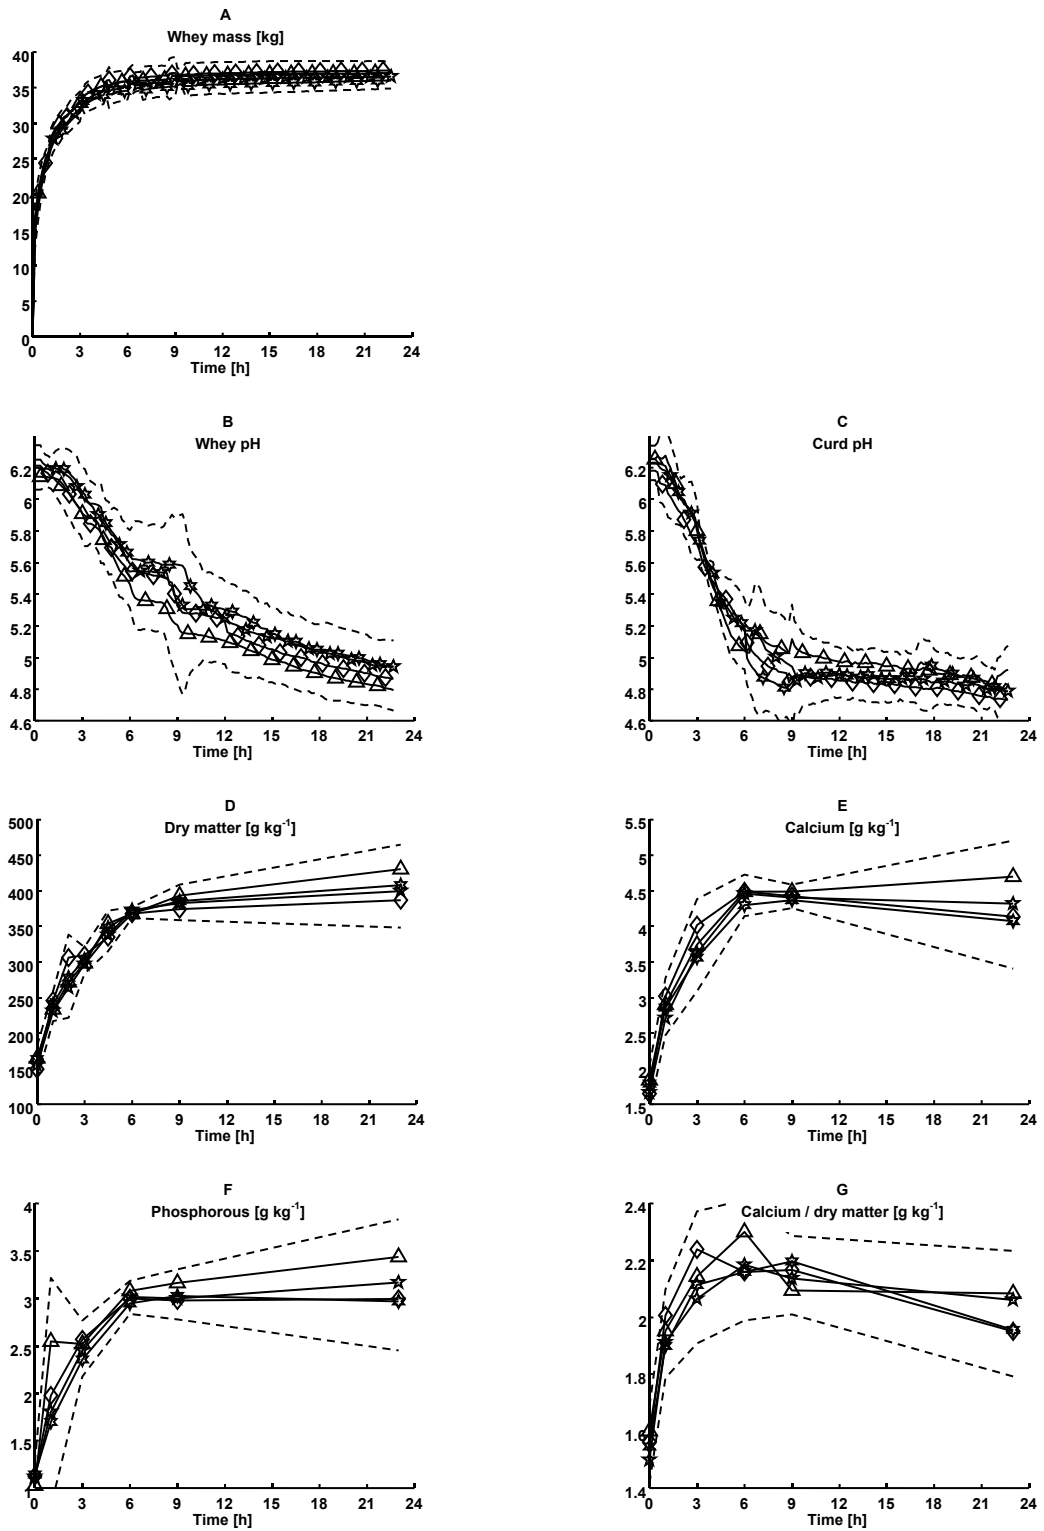 A
Whey mass [kg]
40
35
30
25
20
15
10
5
0
0 3 6 9 12 15 18 21 24
Time [h]
B
Whey pH
6.2
6
5.8
5.6
5.4
5.2
5
4.8
4.6
0 3 6 9 12 15 18 21 24
Time [h]
C
Curd pH
6.2
6
5.8
5.6
5.4
5.2
5
4.8
4.6
0 3 6 9 12 15 18 21 24
Time [h]
D
Dry matter [g kg⁻¹]
500
450
400
350
300
250
200
150
100
0 3 6 9 12 15 18 21 24
Time [h]
E
Calcium [g kg⁻¹]
5.5
5
4.5
4
3.5
3
2.5
2
1.5
0 3 6 9 12 15 18 21 24
Time [h]
F
Phosphorous [g kg⁻¹]
4
3.5
3
2.5
2
1.5
1
0 3 6 9 12 15 18 21 24
Time [h]
G
Calcium / dry matter [g kg⁻¹]
2.4
2.2
2
1.8
1.6
1.4
0 3 6 9 12 15 18 21 24
Time [h]